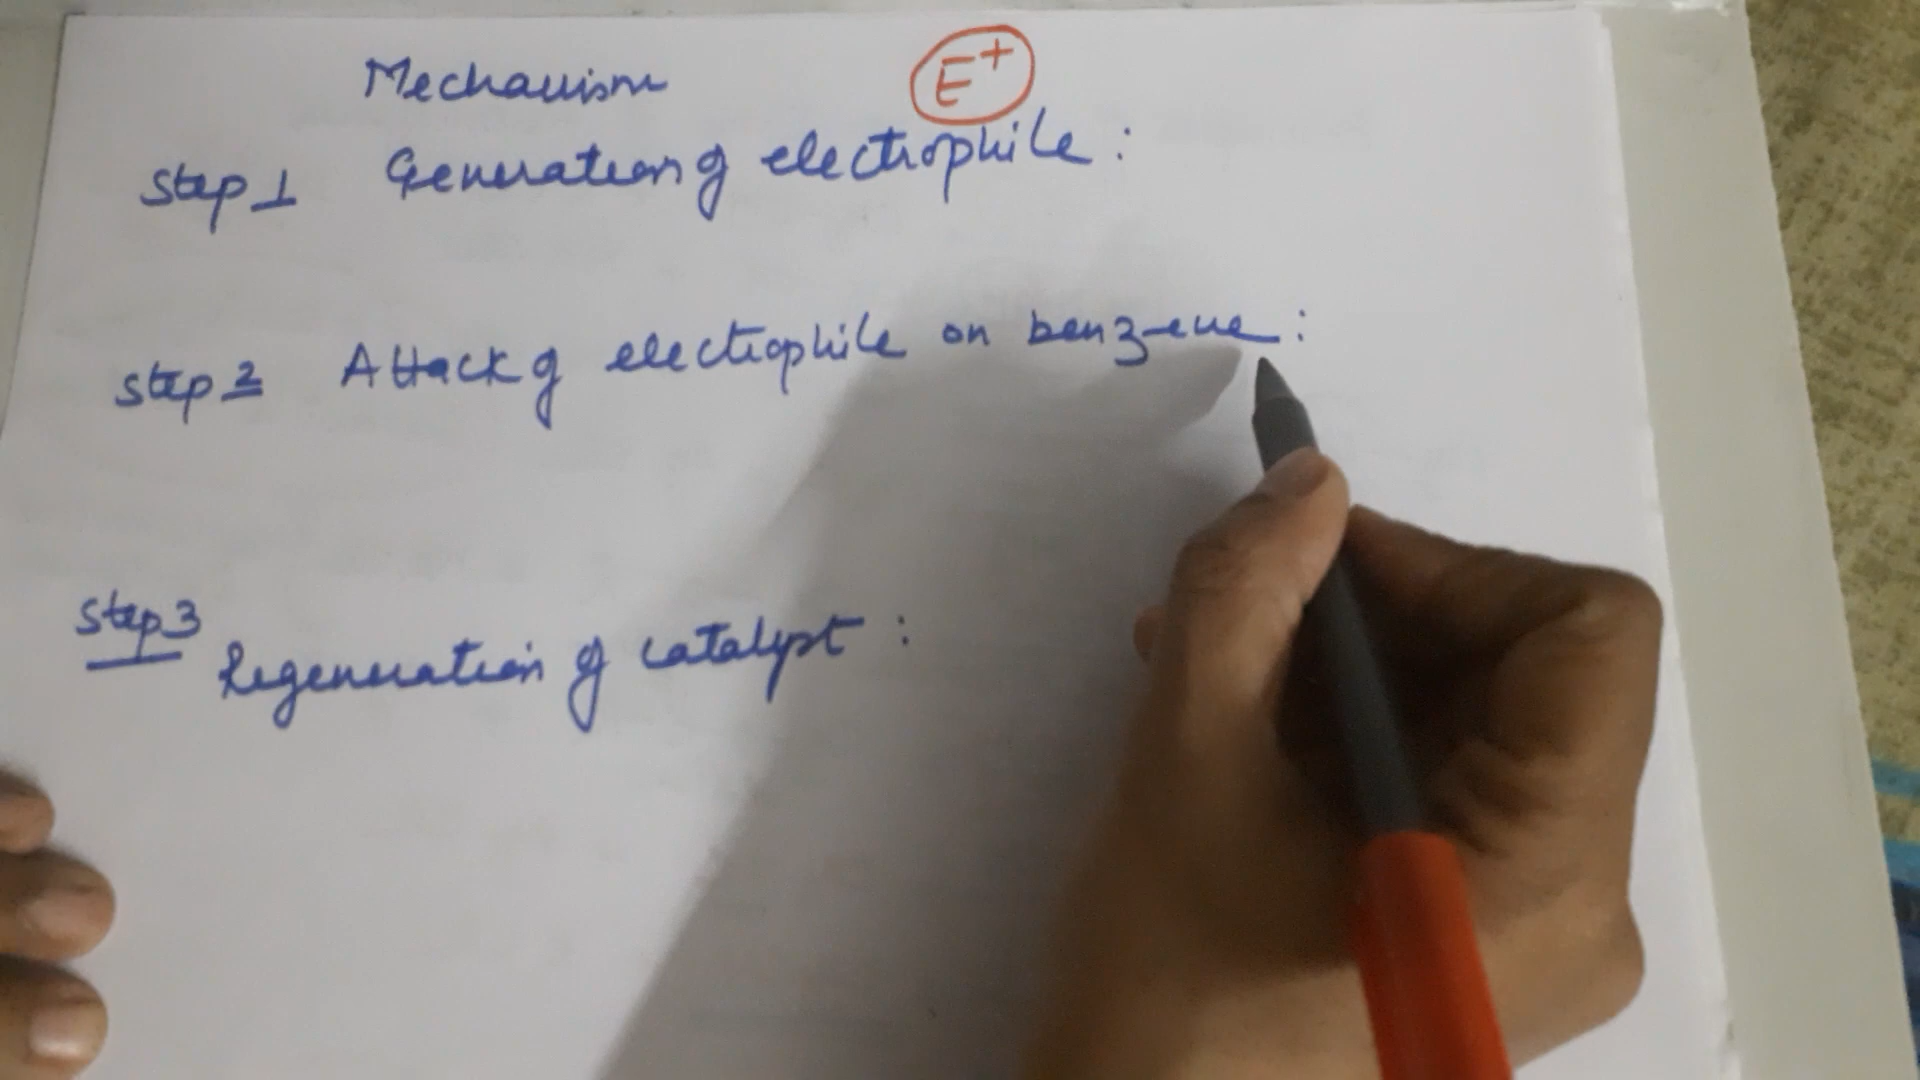 Mechanism E+
Step 1 Generation of electrophile :
Step 2 Attack of electrophile on benzene :
Step 3
Regeneration of catalyst :